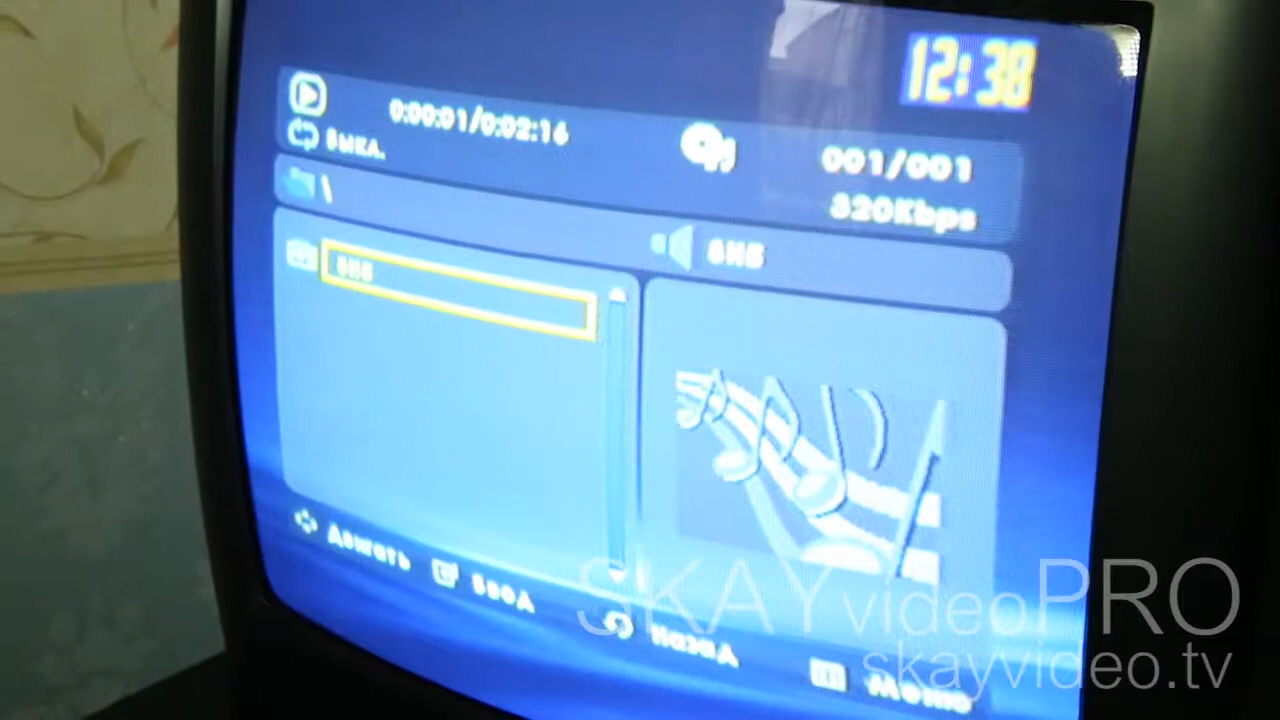 12:38
0:00:01/0:02:16
Выкл.
001/001
320Kbps
\
Двигать
Ввод
Назад
Меню
SKAYvideoPRO
skayvideo.tv